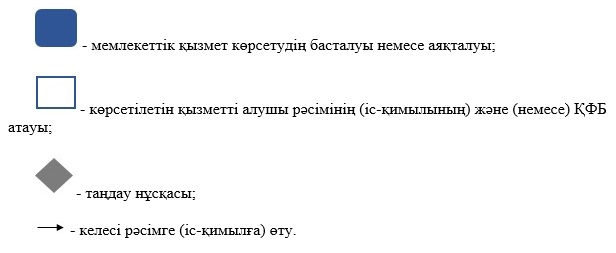 - мемлекеттік қызмет көрсетудің басталуы немесе аяқталуы;
- көрсетілетін қызметті алушы рәсімінің (іс-қимылының) және (немесе) ҚФБ
атауы;
- таңдау нұсқасы;
- келесі рәсімге (іс-қимылға) өту.